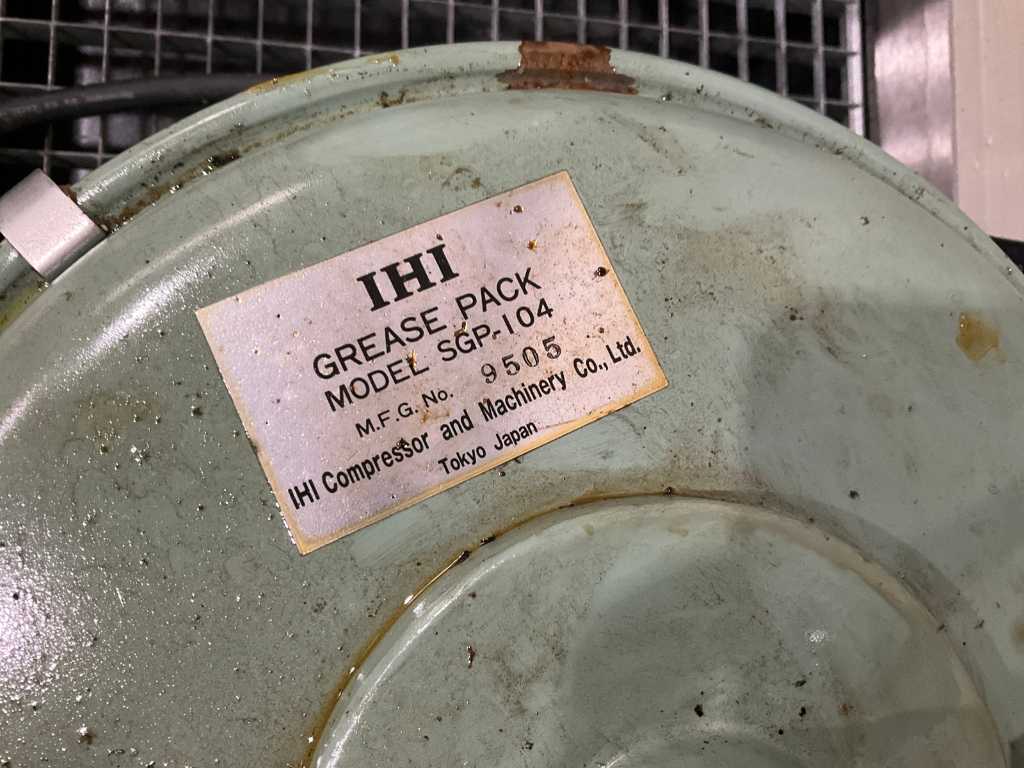 IHI
GREASE PACK
MODEL SGP-104
M.F.G. No. 9505
IHI Compressor and Machinery Co., Ltd.
Tokyo Japan